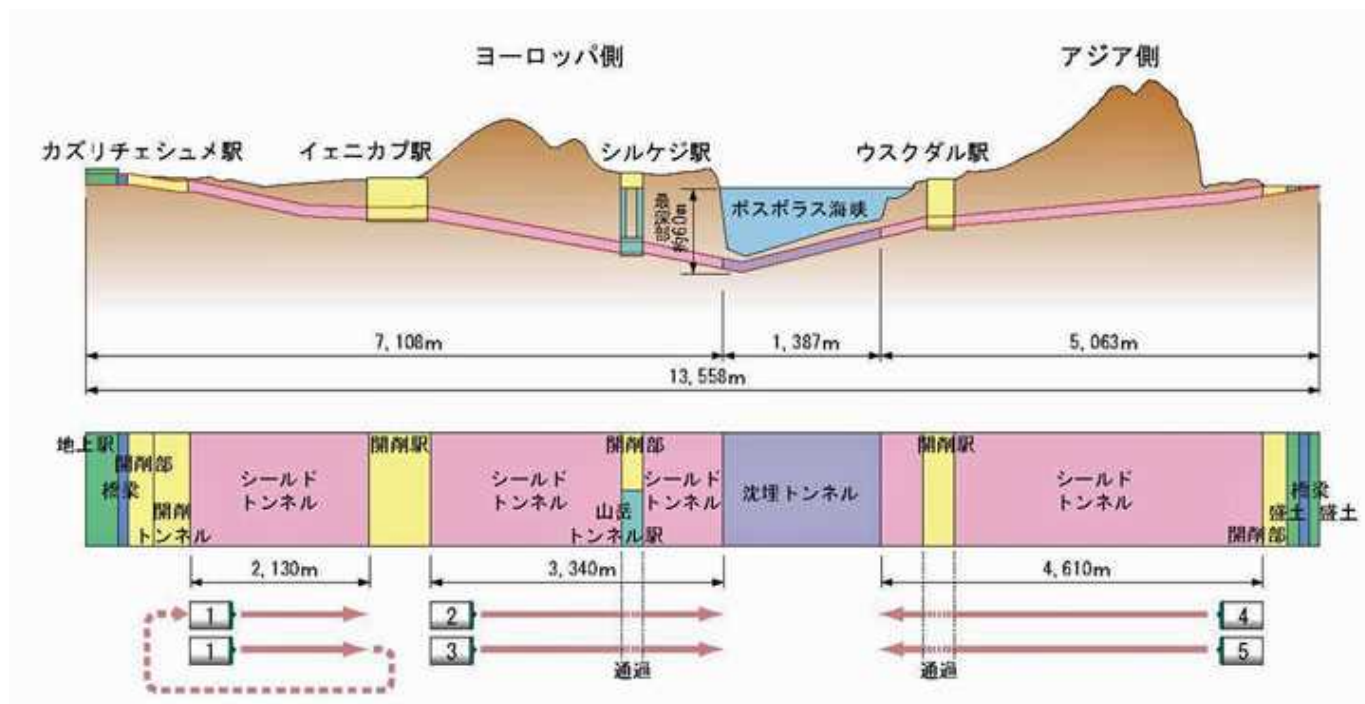 ヨーロッパ側
アジア側
カズリチェシュメ駅
イェニカプ駅
シルケジ駅
ウスクダル駅
最深部
約60m
ボスポラス海峡
7,108m
1,387m
5,063m
13,558m
地上駅
橋梁
開削部
開削
トンネル
シールド
トンネル
開削駅
シールド
トンネル
開削部
山岳
トンネル駅
シールド
トンネル
沈埋トンネル
開削駅
シールド
トンネル
開削部
盛土
橋梁
盛土
2,130m
3,340m
4,610m
1
2
4
1
3
5
通過
通過